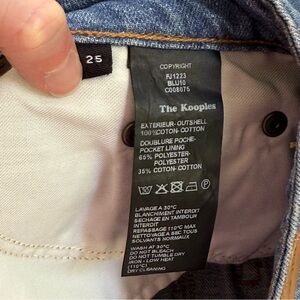 25
COPYRIGHT
FJ1223
BLU10
C008075
The Kooples
EXTERIEUR-OUTSHELL
100%COTON-COTTON
DOUBLURE POCHE-
POCKET LINING
65% POLYESTER-
POLYESTER
35% COTON-COTTON
LAVAGE A 30°C
BLANCHIMENT INTERDIT
SECHAGE EN TAMBOUR
INTERDIT
REPASSAGE 110°C MAX
NETTOYAGE A SEC TOUS
SOLVANTS NORMAUX
WASH 30°C
DO NOT BLEACH
DO NOT TUMBLE DRY
IRON - LOW HEAT
(110°C)
DRY CLEANING